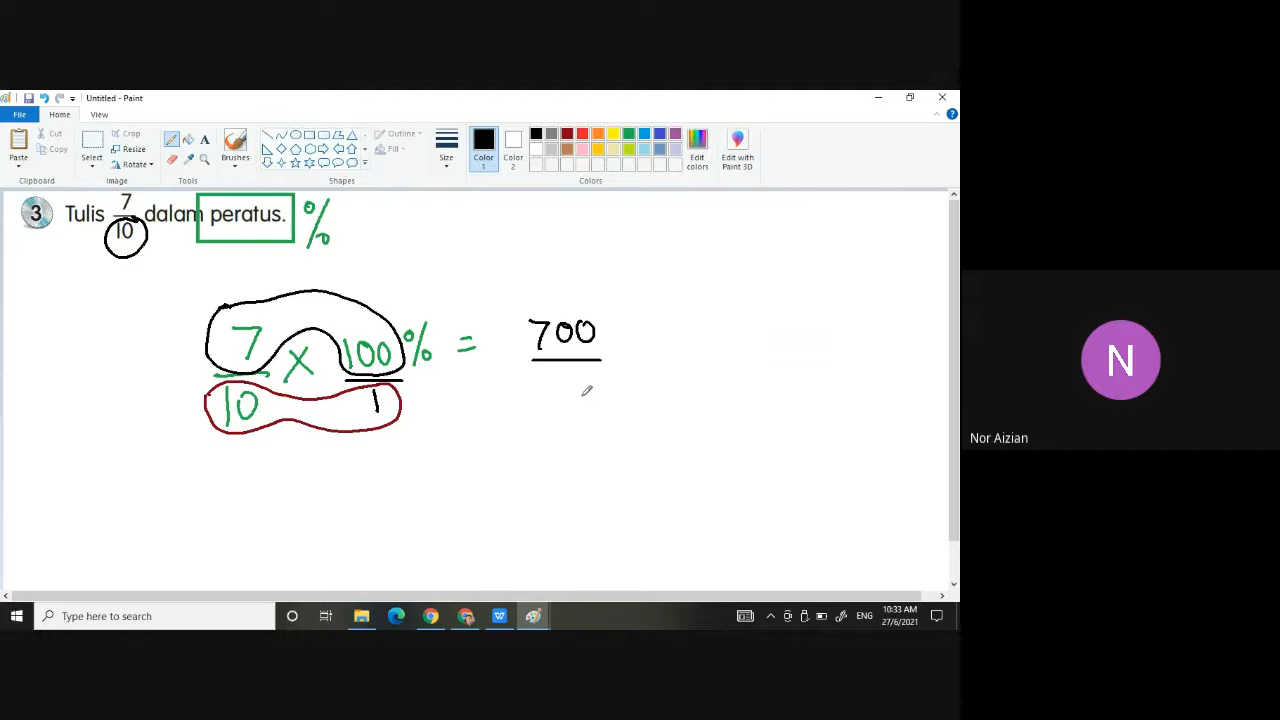 Untitled - Paint
File Home View
Paste
Cut
Copy
Clipboard
Select
Crop
Resize
Rotate
Image
Tools
Brushes
Shapes
Outline
Fill
Size
Color 1
Color 2
Colors
Edit colors
Edit with Paint 3D
3 Tulis 7/10 dalam peratus. %
7/10 × 100/1 % = 700
Nor Aizian
N
Type here to search
ENG
10:33 AM
27/6/2021